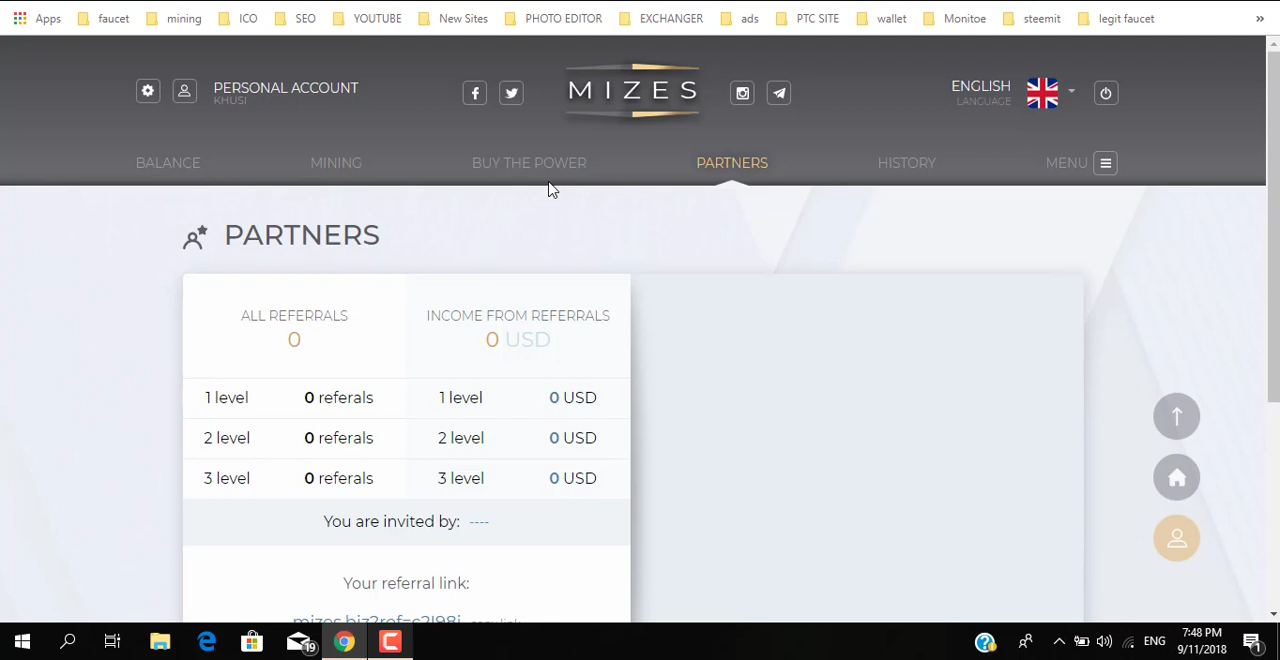 Apps faucet mining ICO SEO YOUTUBE New Sites PHOTO EDITOR EXCHANGER ads PTC SITE wallet Monitoe steemit legit faucet »
PERSONAL ACCOUNT
KHUSI
MIZES
ENGLISH
LANGUAGE
BALANCE MINING BUY THE POWER PARTNERS HISTORY MENU
PARTNERS
ALL REFERRALS INCOME FROM REFERRALS
0 0 USD
1 level 0 referals 1 level 0 USD
2 level 0 referals 2 level 0 USD
3 level 0 referals 3 level 0 USD
You are invited by: ----
Your referral link:
19 ENG 7:48 PM
9/11/2018 1